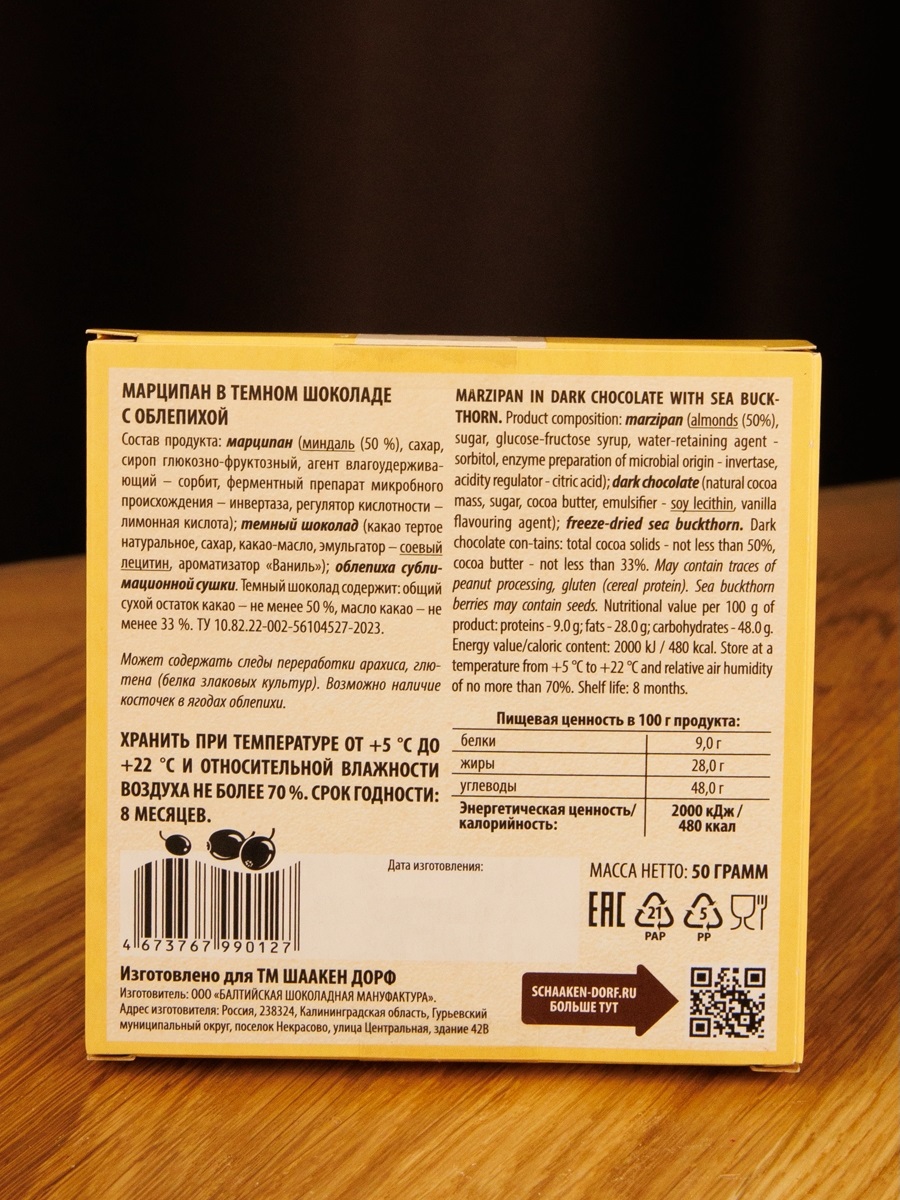 МАРЦИПАН В ТЕМНОМ ШОКОЛАДЕ
С ОБЛЕПИХОЙ
Состав продукта: марципан (миндаль (50 %), сахар,
сироп глюкозно-фруктозный, агент влагоудержива-
ющий – сорбит, ферментный препарат микробного
происхождения – инвертаза, регулятор кислотности –
лимонная кислота); темный шоколад (какао тертое
натуральное, сахар, какао-масло, эмульгатор – соевый
лецитин, ароматизатор «Ваниль»); облепиха субли-
мационной сушки. Темный шоколад содержит: общий
сухой остаток какао – не менее 50 %, масло какао – не
менее 33 %. ТУ 10.82.22-002-56104527-2023.
Может содержать следы переработки арахиса, глю-
тена (белка злаковых культур). Возможно наличие
косточек в ягодах облепихи.
ХРАНИТЬ ПРИ ТЕМПЕРАТУРЕ ОТ +5 °С ДО
+22 °С И ОТНОСИТЕЛЬНОЙ ВЛАЖНОСТИ
ВОЗДУХА НЕ БОЛЕЕ 70 %. СРОК ГОДНОСТИ:
8 МЕСЯЦЕВ.
MARZIPAN IN DARK CHOCOLATE WITH SEA BUCK-
THORN. Product composition: marzipan (almonds (50%),
sugar, glucose-fructose syrup, water-retaining agent -
sorbitol, enzyme preparation of microbial origin - invertase,
acidity regulator - citric acid); dark chocolate (natural cocoa
mass, sugar, cocoa butter, emulsifier - soy lecithin, vanilla
flavouring agent); freeze-dried sea buckthorn. Dark
chocolate con-tains: total cocoa solids - not less than 50%,
cocoa butter - not less than 33%. May contain traces of
peanut processing, gluten (cereal protein). Sea buckthorn
berries may contain seeds. Nutritional value per 100 g of
product: proteins - 9.0 g; fats - 28.0 g; carbohydrates - 48.0 g.
Energy value/caloric content: 2000 kJ / 480 kcal. Store at a
temperature from +5 °C to +22 °C and relative air humidity
of no more than 70%. Shelf life: 8 months.
Пищевая ценность в 100 г продукта:
белки 9,0 г
жиры 28,0 г
углеводы 48,0 г
Энергетическая ценность/ 2000 кДж /
калорийность: 480 ккал
Дата изготовления:
4 673767 990127
МАССА НЕТТО: 50 ГРАММ
EAC 21 5
PAP PP
Изготовлено для ТМ ШААКЕН ДОРФ
Изготовитель: ООО «БАЛТИЙСКАЯ ШОКОЛАДНАЯ МАНУФАКТУРА».
Адрес изготовителя: Россия, 238324, Калининградская область, Гурьевский
муниципальный округ, поселок Некрасово, улица Центральная, здание 42В
SCHAAKEN-DORF.RU
БОЛЬШЕ ТУТ